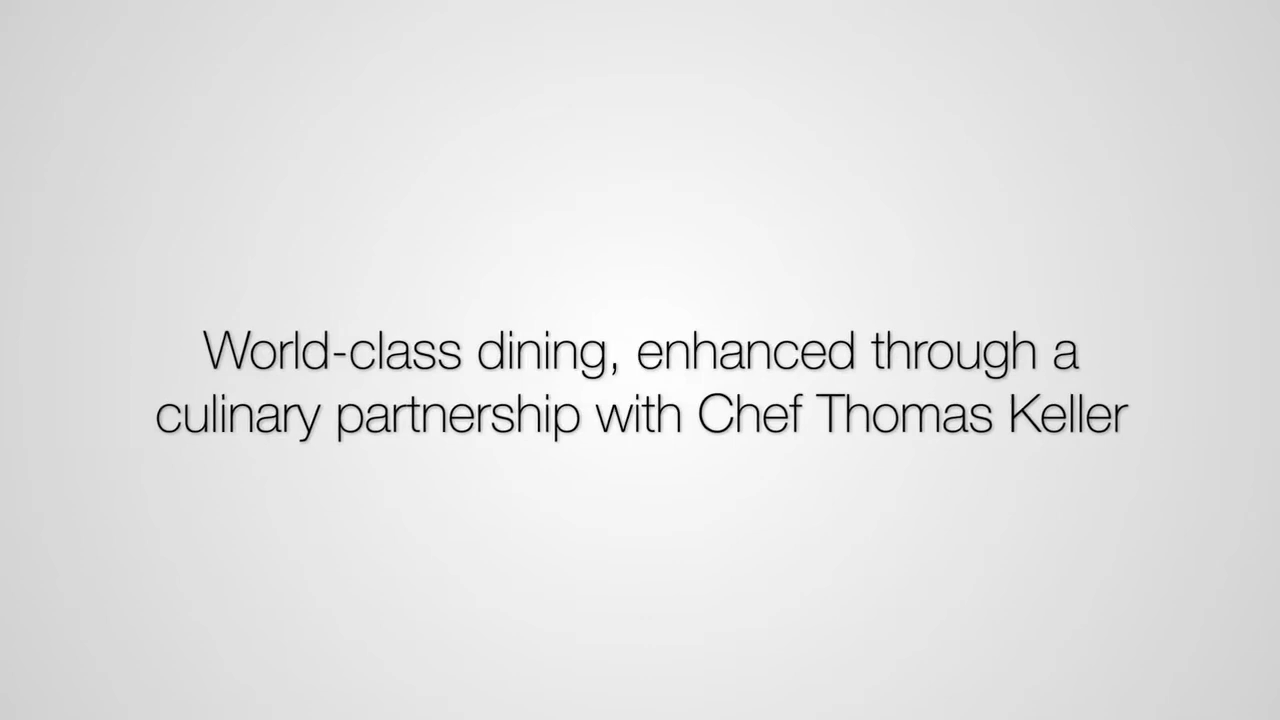 World-class dining, enhanced through a
culinary partnership with Chef Thomas Keller